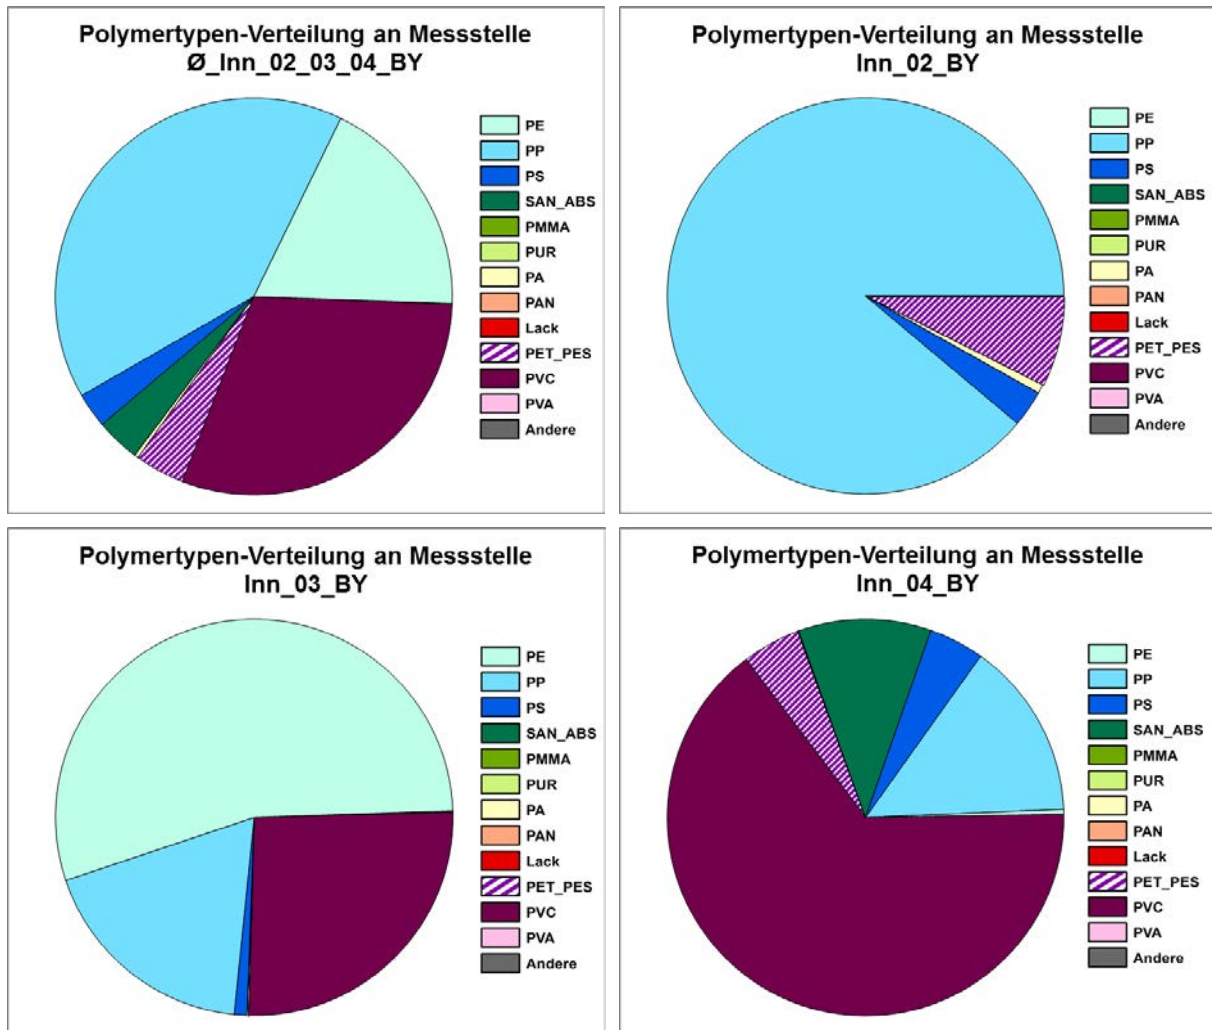 Polymertypen-Verteilung an Messstelle
Ø_Inn_02_03_04_BY
PE
PP
PS
SAN_ABS
PMMA
PUR
PA
PAN
Lack
PET_PES
PVC
PVA
Andere
Polymertypen-Verteilung an Messstelle
Inn_02_BY
PE
PP
PS
SAN_ABS
PMMA
PUR
PA
PAN
Lack
PET_PES
PVC
PVA
Andere
Polymertypen-Verteilung an Messstelle
Inn_03_BY
PE
PP
PS
SAN_ABS
PMMA
PUR
PA
PAN
Lack
PET_PES
PVC
PVA
Andere
Polymertypen-Verteilung an Messstelle
Inn_04_BY
PE
PP
PS
SAN_ABS
PMMA
PUR
PA
PAN
Lack
PET_PES
PVC
PVA
Andere